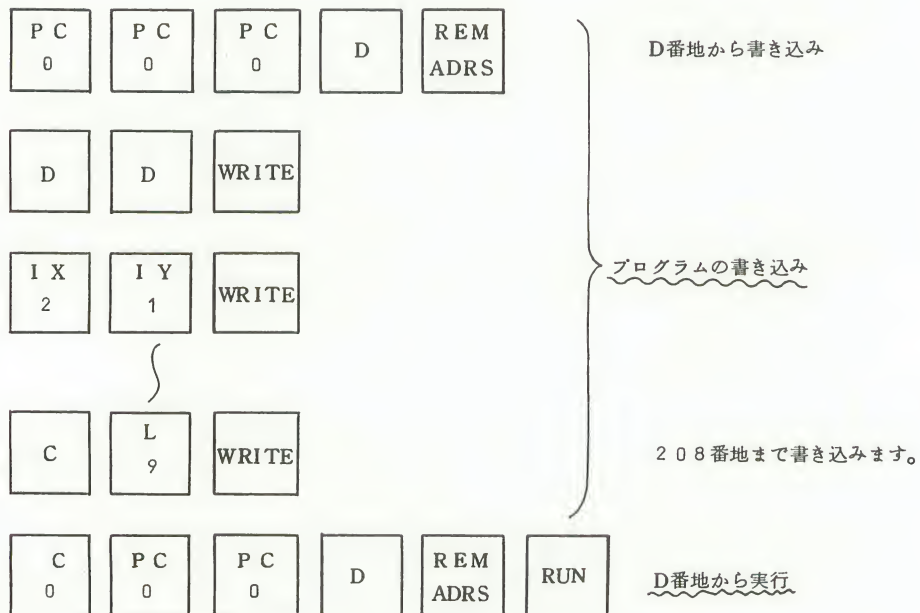 PC 0 PC 0 PC 0 D REM ADRS D番地から書き込み
D D WRITE
IX 2 IY 1 WRITE プログラムの書き込み
C L 9 WRITE 208番地まで書き込みます。
C 0 PC 0 PC 0 D REM ADRS RUN D番地から実行